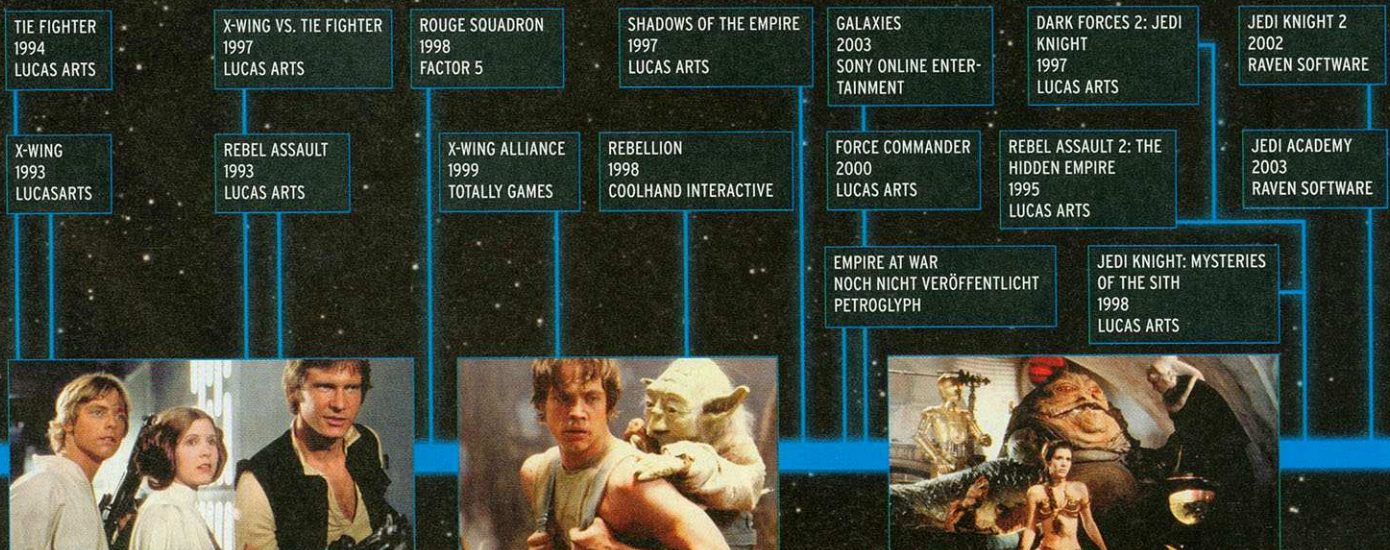 TIE FIGHTER
1994
LUCAS ARTS
X-WING VS. TIE FIGHTER
1997
LUCAS ARTS
ROUGE SQUADRON
1998
FACTOR 5
SHADOWS OF THE EMPIRE
1997
LUCAS ARTS
GALAXIES
2003
SONY ONLINE ENTER-
TAINMENT
DARK FORCES 2: JEDI
KNIGHT
1997
LUCAS ARTS
JEDI KNIGHT 2
2002
RAVEN SOFTWARE
X-WING
1993
LUCASARTS
REBEL ASSAULT
1993
LUCAS ARTS
X-WING ALLIANCE
1999
TOTALLY GAMES
REBELLION
1998
COOLHAND INTERACTIVE
FORCE COMMANDER
2000
LUCAS ARTS
REBEL ASSAULT 2: THE
HIDDEN EMPIRE
1995
LUCAS ARTS
JEDI ACADEMY
2003
RAVEN SOFTWARE
EMPIRE AT WAR
NOCH NICHT VERÖFFENTLICHT
PETROGLYPH
JEDI KNIGHT: MYSTERIES
OF THE SITH
1998
LUCAS ARTS